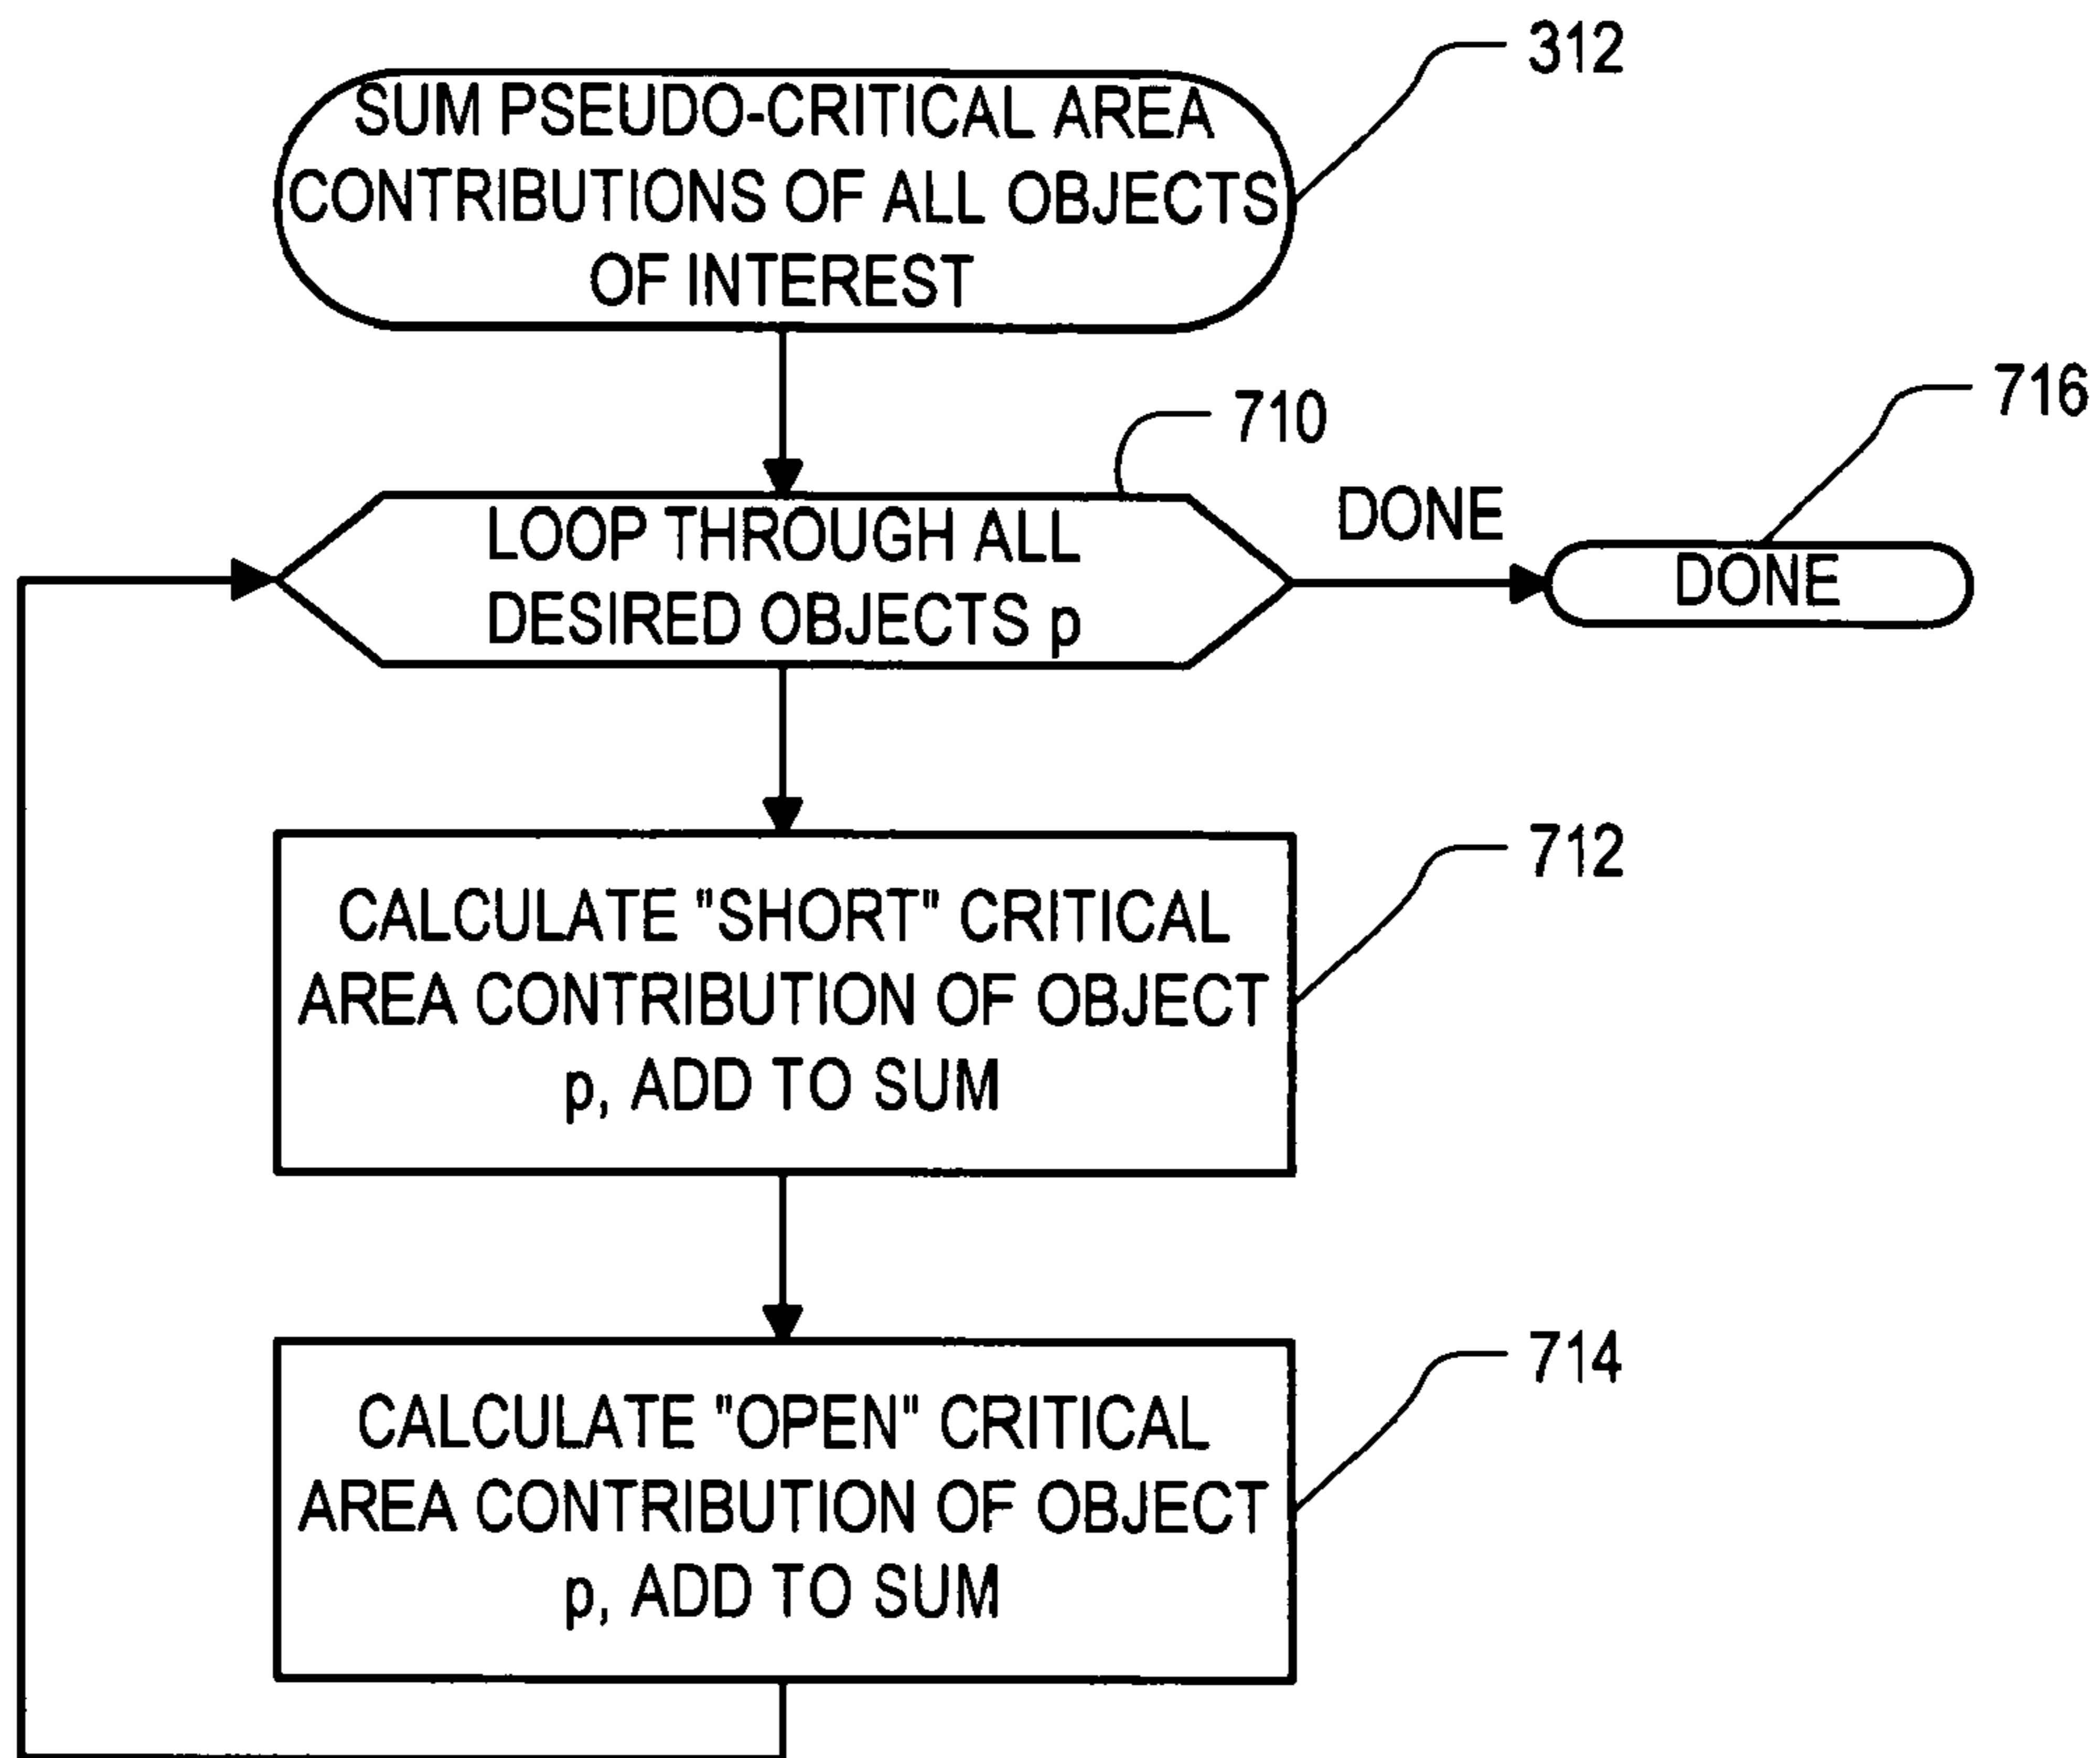 312
SUM PSEUDO-CRITICAL AREA
CONTRIBUTIONS OF ALL OBJECTS
OF INTEREST
710
716
DONE
LOOP THROUGH ALL
DESIRED OBJECTS p
DONE
712
CALCULATE "SHORT" CRITICAL
AREA CONTRIBUTION OF OBJECT
p, ADD TO SUM
714
CALCULATE "OPEN" CRITICAL
AREA CONTRIBUTION OF OBJECT
p, ADD TO SUM